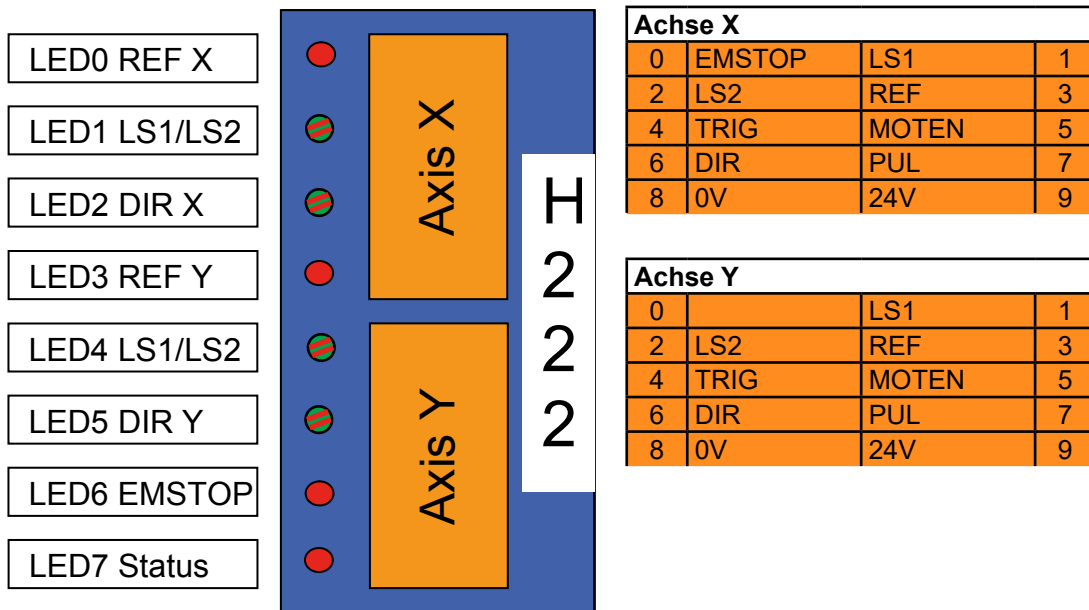 LED0 REF X
LED1 LS1/LS2
LED2 DIR X
LED3 REF Y
LED4 LS1/LS2
LED5 DIR Y
LED6 EMSTOP
LED7 Status
Axis X
Axis Y
H
2
2
2
Achse X
0 EMSTOP LS1 1
2 LS2 REF 3
4 TRIG MOTEN 5
6 DIR PUL 7
8 0V 24V 9
Achse Y
0 LS1 1
2 LS2 REF 3
4 TRIG MOTEN 5
6 DIR PUL 7
8 0V 24V 9